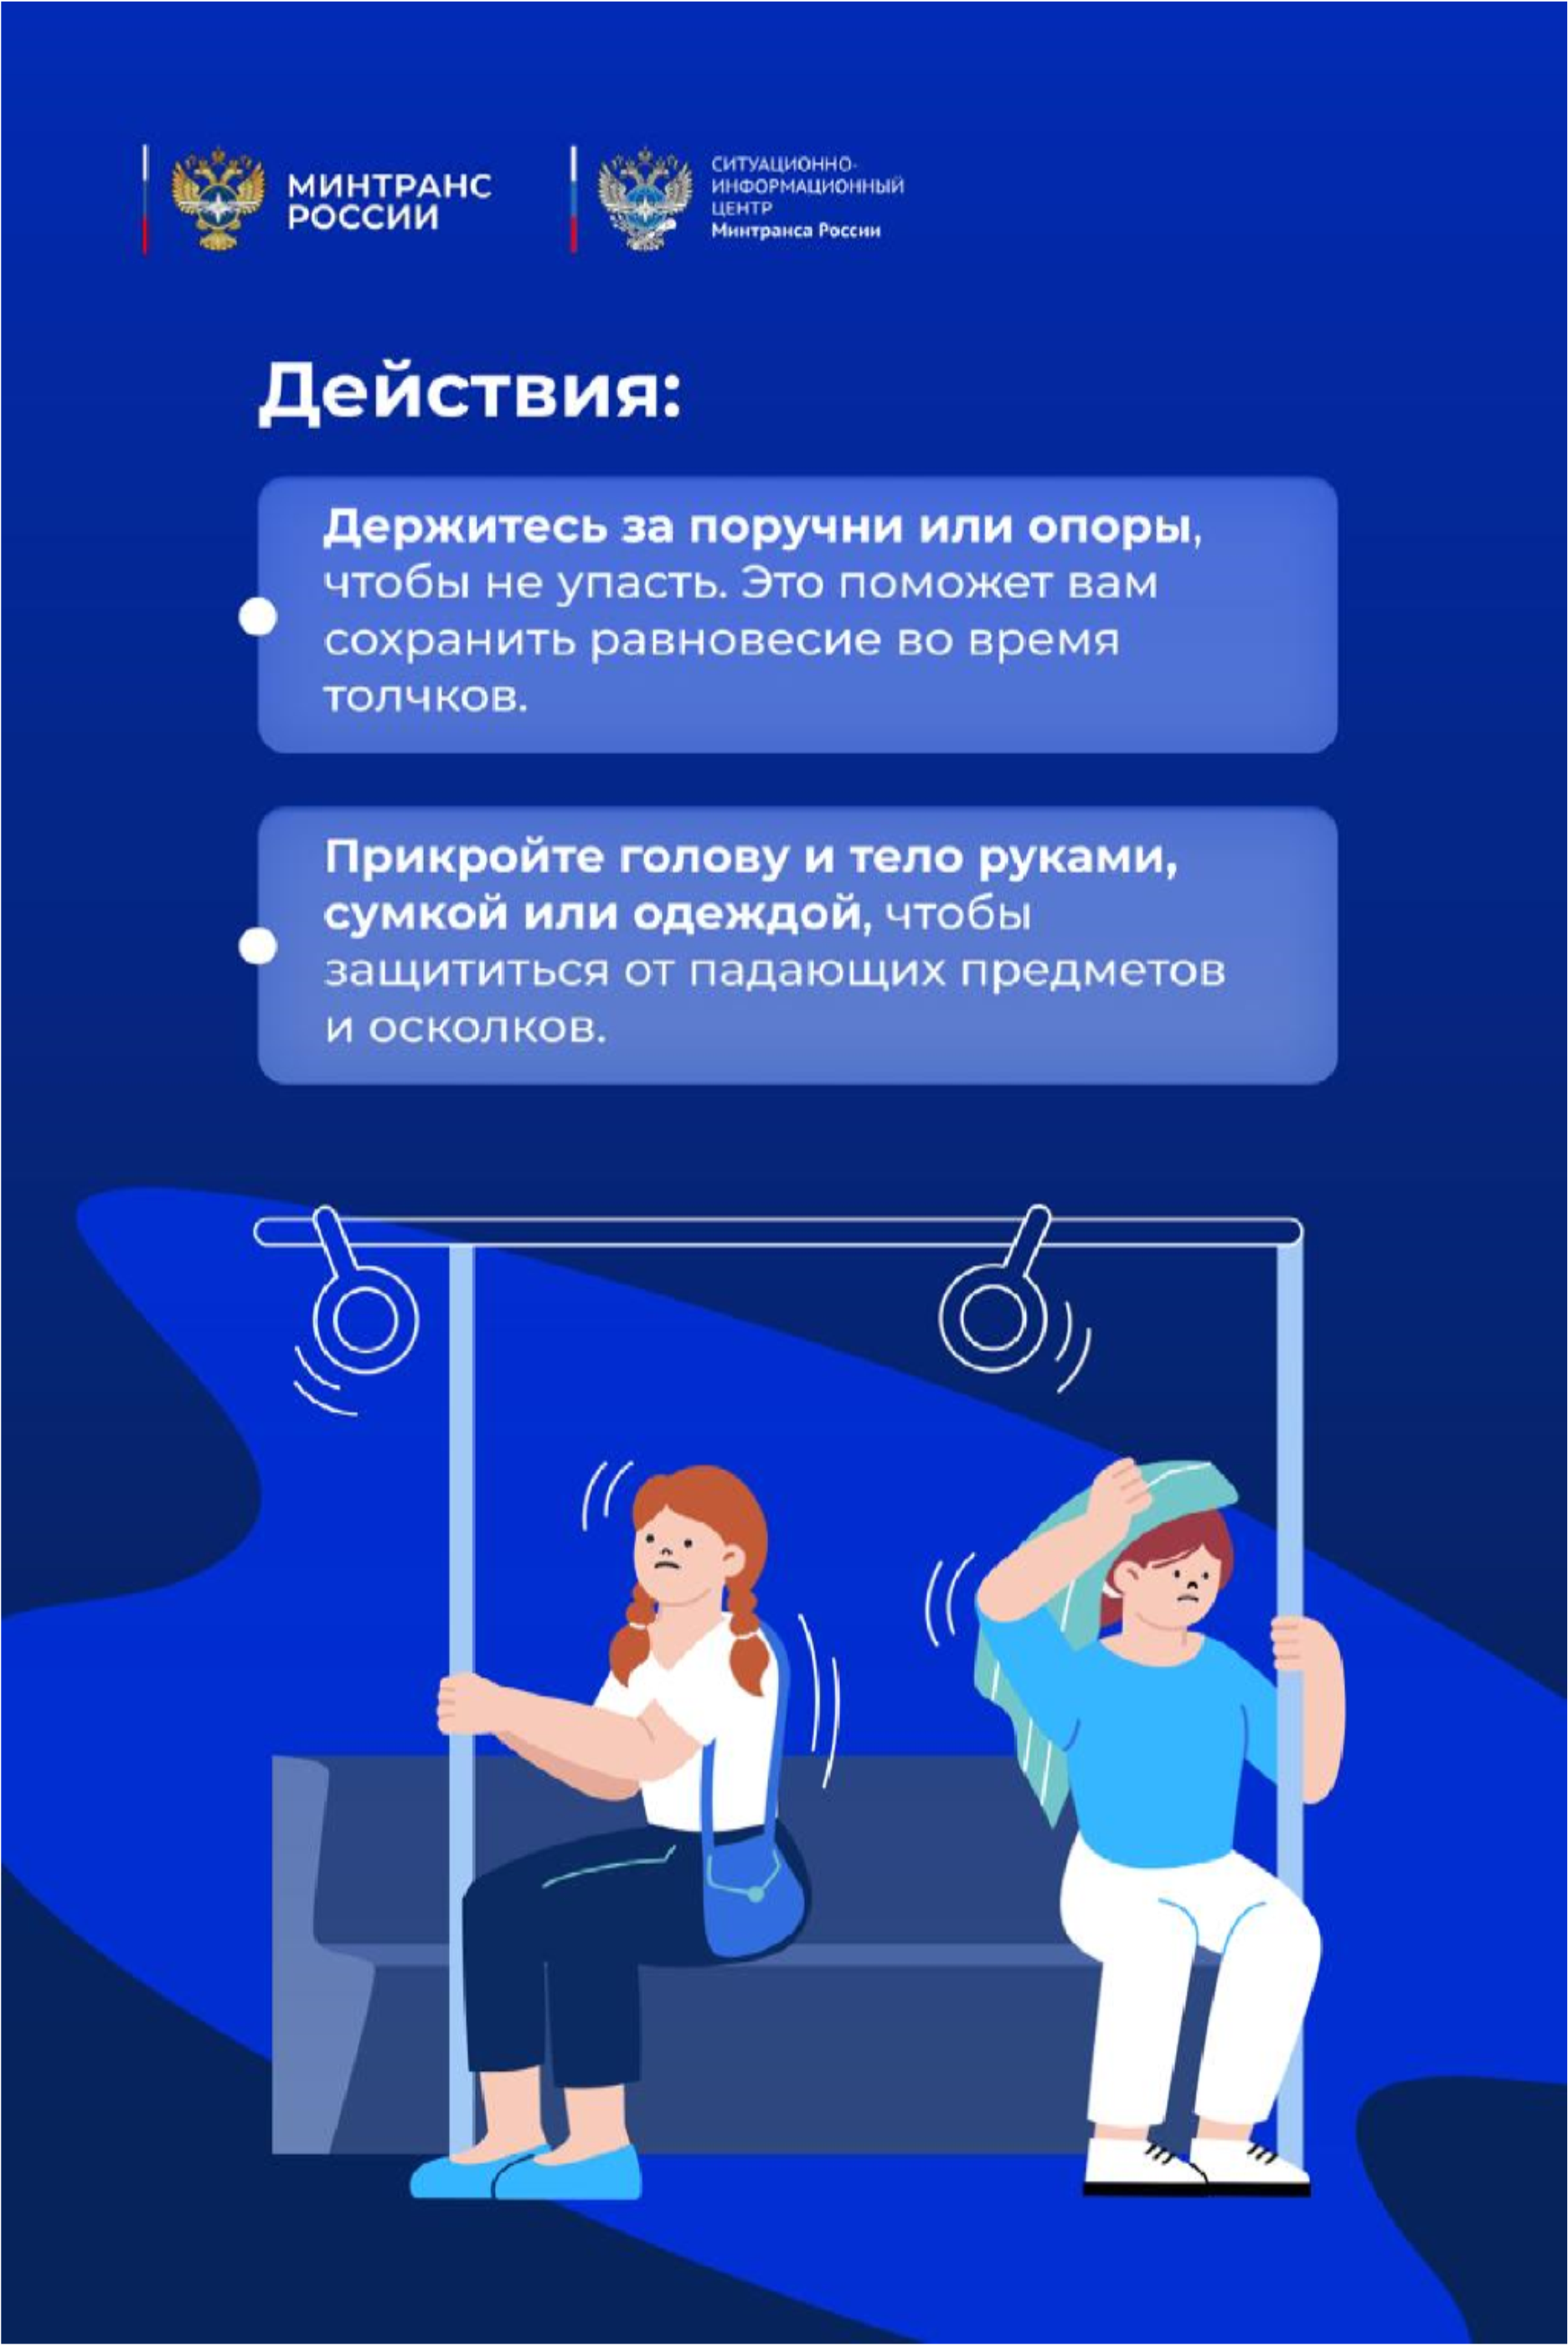 МИНТРАНС
РОССИИ
СИТУАЦИОННО-
ИНФОРМАЦИОННЫЙ
ЦЕНТР
Минтранса России
Действия:
Держитесь за поручни или опоры,
чтобы не упасть. Это поможет вам
сохранить равновесие во время
толчков.
Прикройте голову и тело руками,
сумкой или одеждой, чтобы
защититься от падающих предметов
и осколков.